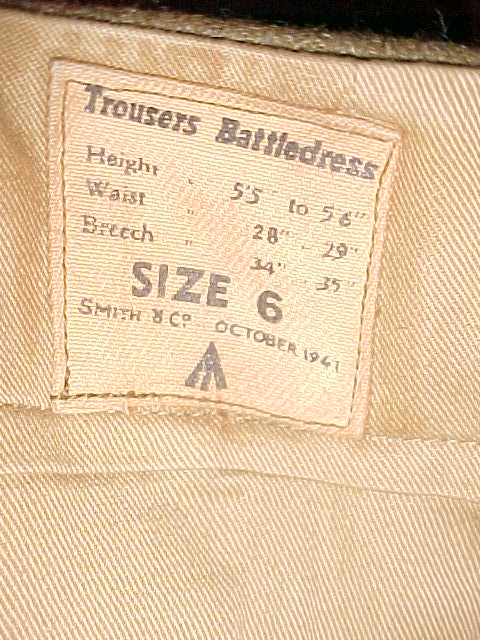 Trousers Battledress
Height " 5'5" to 5'6"
Waist " 28" - 29"
Breech " 34" - 35"
SIZE 6
SMITH & Co. OCTOBER 1941